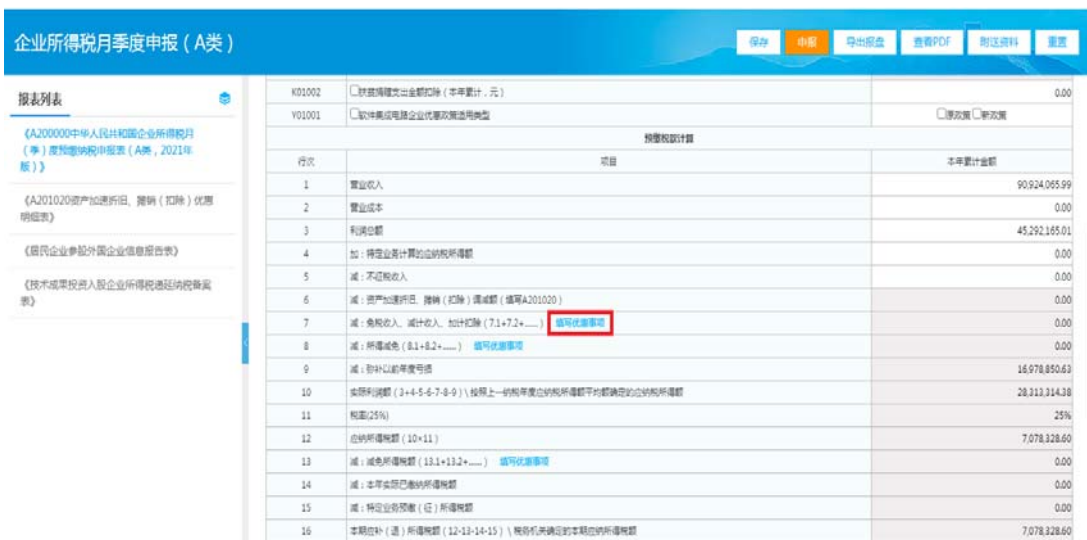 企业所得税月季度申报（A类）
保存 申报 导出报盘 查看PDF 附送资料 重置
报表列表
《A200000中华人民共和国企业所得税月
（季）度预缴纳税申报表（A类，2021年
版）》
《A201020资产加速折旧、摊销（扣除）优惠
明细表》
《居民企业参股外国企业信息报告表》
《技术成果投资入股企业所得税递延纳税备案
表》
K01002 扶贫捐赠支出全额扣除（本年累计，元） 0.00
Y01001 软件集成电路企业优惠政策适用类型 原政策 新政策
预缴税款计算
行次 项目 本年累计金额
1 营业收入 90,924,065.99
2 营业成本 0.00
3 利润总额 45,292,165.01
4 加：特定业务计算的应纳税所得额 0.00
5 减：不征税收入 0.00
6 减：资产加速折旧、摊销（扣除）调减额（填写A201020） 0.00
7 减：免税收入、减计收入、加计扣除（7.1+7.2+......） 填写优惠事项 0.00
8 减：所得减免（8.1+8.2+......） 填写优惠事项 0.00
9 减：弥补以前年度亏损 16,978,850.63
10 实际利润额（3+4-5-6-7-8-9）\ 按照上一纳税年度应纳税所得额平均额确定的应纳税所得额 28,313,314.38
11 税率(25%) 25%
12 应纳所得税额（10×11） 7,078,328.60
13 减：减免所得税额（13.1+13.2+......） 填写优惠事项 0.00
14 减：本年实际已缴纳所得税额 0.00
15 减：特定业务预缴（征）所得税额 0.00
16 本期应补（退）所得税额（12-13-14-15）\ 税务机关确定的本期应纳所得税额 7,078,328.60